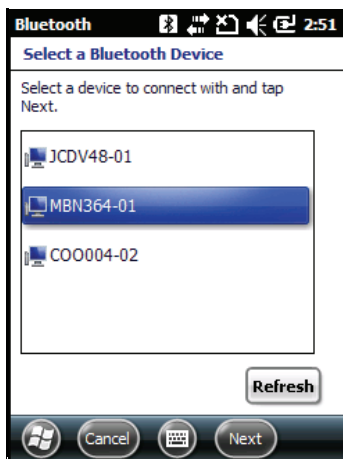 Bluetooth 2:51
Select a Bluetooth Device
Select a device to connect with and tap
Next.
JCDV48-01
MBN364-01
COO004-02
Refresh
Cancel Next